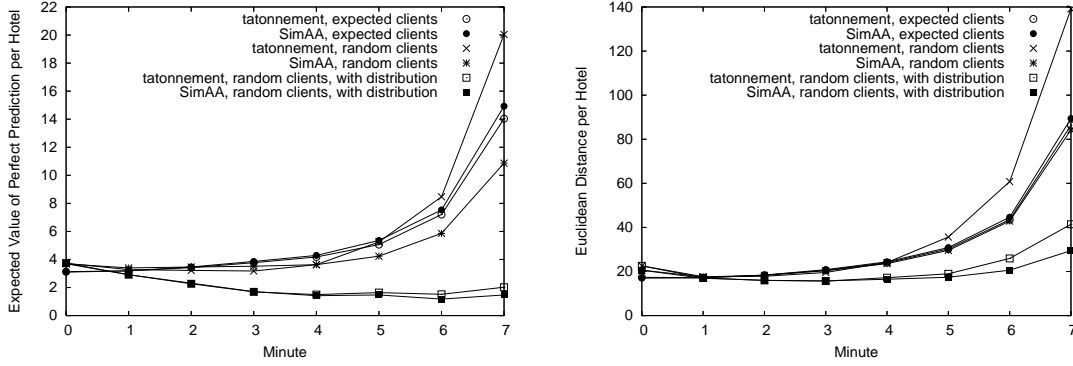 Expected Value of Perfect Prediction per Hotel
22
20
18
16
14
12
10
8
6
4
2
0
tatonnement, expected clients
SimAA, expected clients
tatonnement, random clients
SimAA, random clients
tatonnement, random clients, with distribution
SimAA, random clients, with distribution
0 1 2 3 4 5 6 7
Minute
Euclidean Distance per Hotel
140
120
100
80
60
40
20
0
tatonnement, expected clients
SimAA, expected clients
tatonnement, random clients
SimAA, random clients
tatonnement, random clients, with distribution
SimAA, random clients, with distribution
0 1 2 3 4 5 6 7
Minute